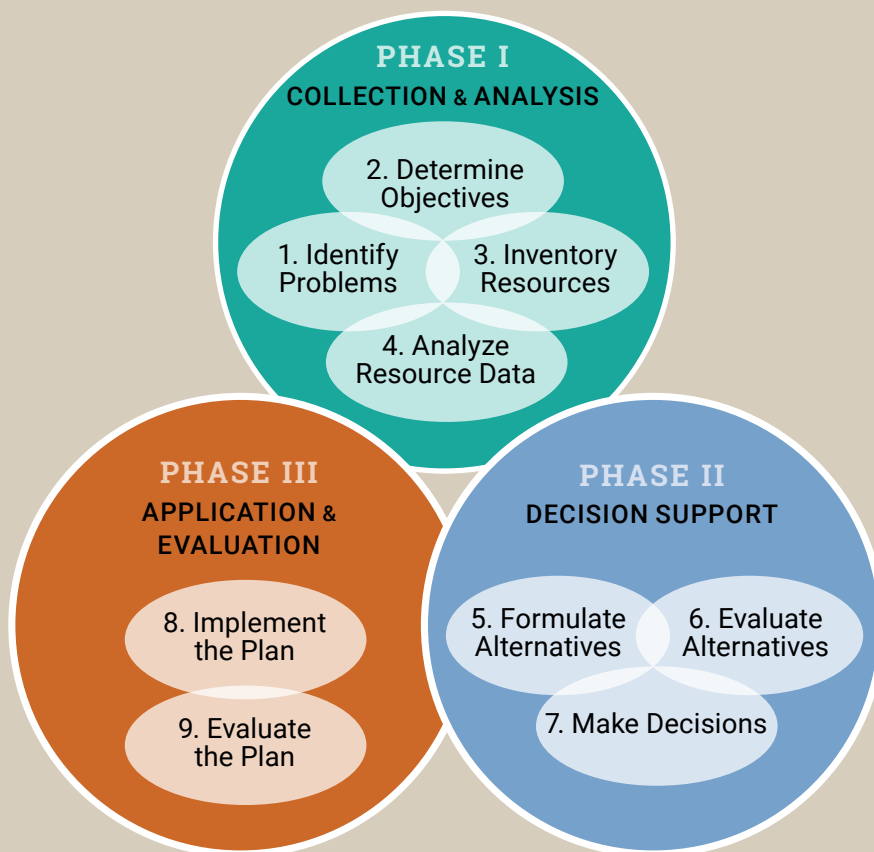 PHASE I
COLLECTION & ANALYSIS
2. Determine
Objectives
1. Identify
Problems
3. Inventory
Resources
4. Analyze
Resource Data
PHASE II
DECISION SUPPORT
5. Formulate
Alternatives
6. Evaluate
Alternatives
7. Make Decisions
PHASE III
APPLICATION &
EVALUATION
8. Implement
the Plan
9. Evaluate
the Plan